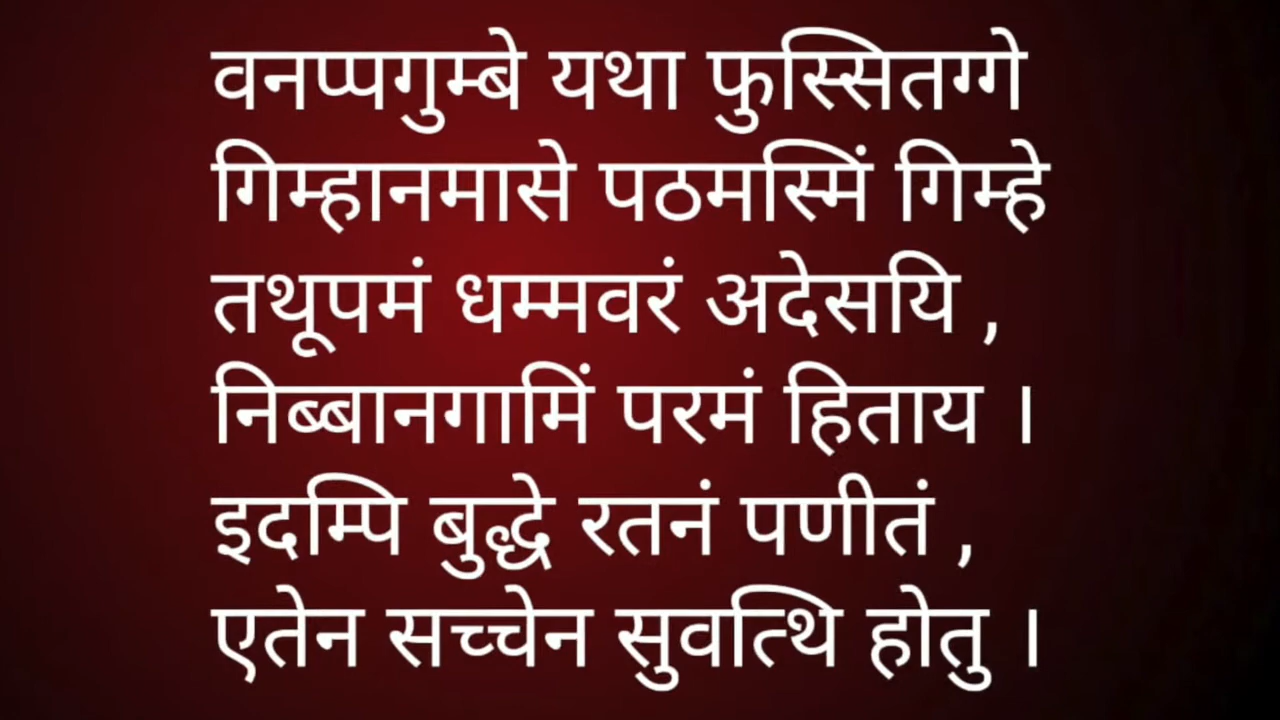 वनप्पगुम्बे यथा फुस्सितग्गे
गिम्हानमासे पठमस्मिं गिम्हे
तथूपमं धम्मवरं अदेसयि ,
निब्बानगामिं परमं हिताय ।
इदम्पि बुद्धे रतनं पणीतं ,
एतेन सच्चेन सुवत्थि होतु ।